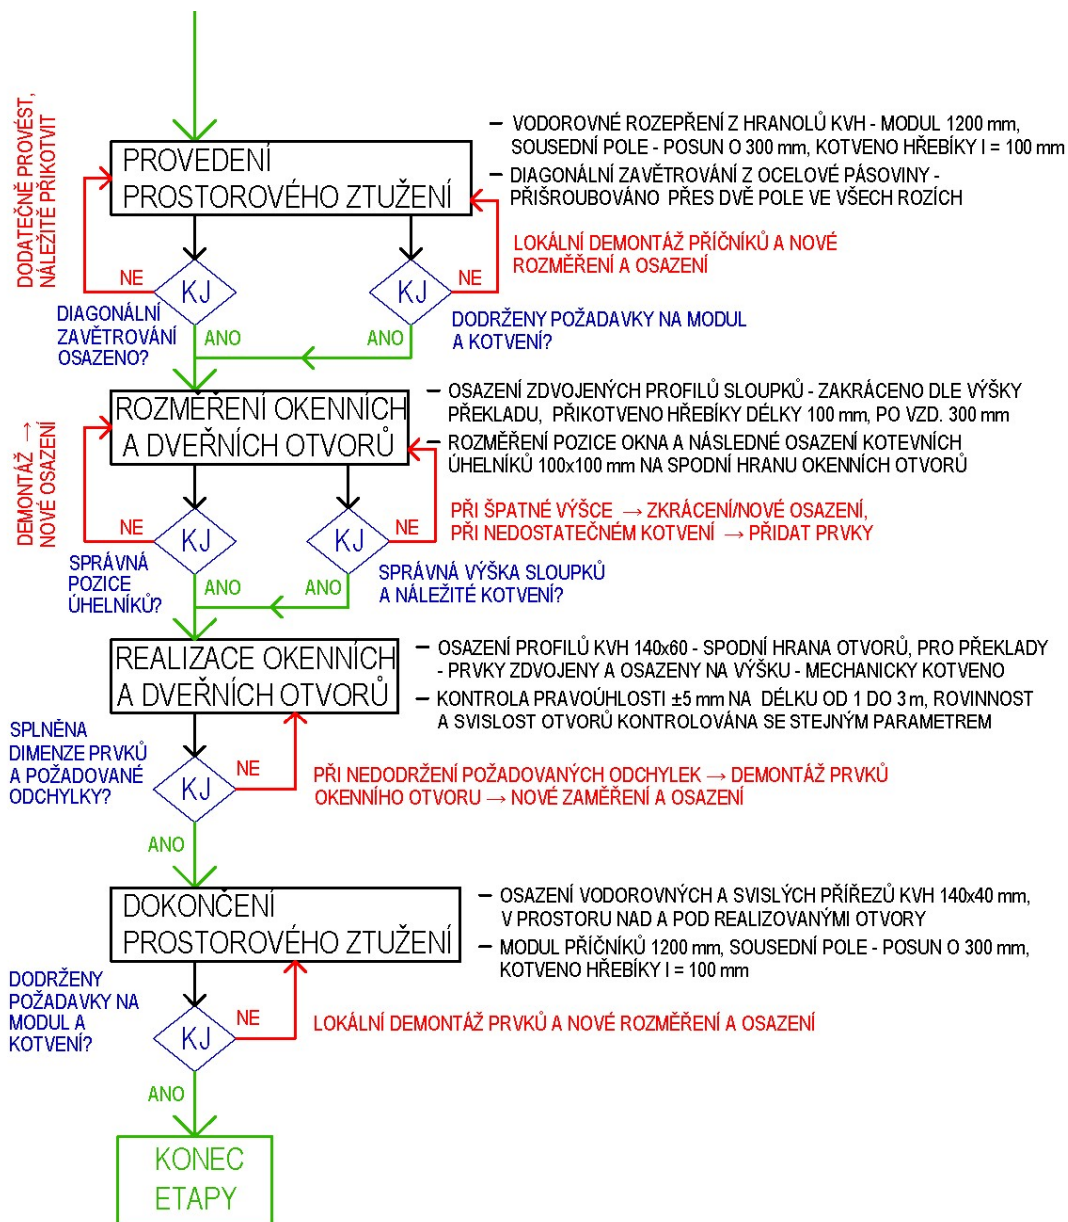 – VODOROVNÉ ROZEPŘENÍ Z HRANOLŮ KVH - MODUL 1200 mm,
SOUSEDNÍ POLE - POSUN O 300 mm, KOTVENO HŘEBÍKY l = 100 mm
– DIAGONÁLNÍ ZAVĚTROVÁNÍ Z OCELOVÉ PÁSOVINY -
PŘIŠROUBOVÁNO PŘES DVĚ POLE VE VŠECH ROZÍCH
PROVEDENÍ
PROSTOROVÉHO ZTUŽENÍ
DODATEČNĚ PROVÉST,
NÁLEŽITĚ PŘIKOTVIT
LOKÁLNÍ DEMONTÁŽ PŘÍČNÍKŮ A NOVÉ
ROZMĚŘENÍ A OSAZENÍ
NE
KJ
KJ
NE
DIAGONÁLNÍ
ZAVĚTROVÁNÍ
OSAZENO?
ANO
ANO
DODRŽENY POŽADAVKY NA MODUL
A KOTVENÍ?
ROZMĚŘENÍ OKENNÍCH
A DVEŘNÍCH OTVORŮ
– OSAZENÍ ZDVOJENÝCH PROFILŮ SLOUPKŮ - ZAKRÁCENO DLE VÝŠKY
PŘEKLADU, PŘIKOTVENO HŘEBÍKY DÉLKY 100 mm, PO VZD. 300 mm
– ROZMĚŘENÍ POZICE OKNA A NÁSLEDNÉ OSAZENÍ KOTEVNÍCH
ÚHELNÍKŮ 100x100 mm NA SPODNÍ HRANU OKENNÍCH OTVORŮ
DEMONTÁŽ →
NOVÉ OSAZENÍ
PŘI ŠPATNÉ VÝŠCE → ZKRÁCENÍ/NOVÉ OSAZENÍ,
PŘI NEDOSTATEČNÉM KOTVENÍ → PŘIDAT PRVKY
NE
KJ
KJ
NE
SPRÁVNÁ
POZICE
ÚHELNÍKŮ?
ANO
ANO
SPRÁVNÁ VÝŠKA SLOUPKŮ
A NÁLEŽITÉ KOTVENÍ?
REALIZACE OKENNÍCH
A DVEŘNÍCH OTVORŮ
– OSAZENÍ PROFILŮ KVH 140x60 - SPODNÍ HRANA OTVORŮ, PRO PŘEKLADY
- PRVKY ZDVOJENY A OSAZENY NA VÝŠKU - MECHANICKY KOTVENO
– KONTROLA PRAVOÚHLOSTI ±5 mm NA DÉLKU OD 1 DO 3 m, ROVINNOST
A SVISLOST OTVORŮ KONTROLOVÁNA SE STEJNÝM PARAMETREM
SPLNĚNA
DIMENZE PRVKŮ
A POŽADOVANÉ
ODCHYLKY?
KJ
NE
PŘI NEDODRŽENÍ POŽADOVANÝCH ODCHYLEK → DEMONTÁŽ PRVKŮ
OKENNÍHO OTVORU → NOVÉ ZAMĚŘENÍ A OSAZENÍ
ANO
DOKONČENÍ
PROSTOROVÉHO ZTUŽENÍ
– OSAZENÍ VODOROVNÝCH A SVISLÝCH PŘÍŘEZŮ KVH 140x40 mm,
V PROSTORU NAD A POD REALIZOVANÝMI OTVORY
– MODUL PŘÍČNÍKŮ 1200 mm, SOUSEDNÍ POLE - POSUN O 300 mm,
KOTVENO HŘEBÍKY l = 100 mm
DODRŽENY
POŽADAVKY NA
MODUL A
KOTVENÍ?
KJ
NE
LOKÁLNÍ DEMONTÁŽ PRVKŮ A NOVÉ ROZMĚŘENÍ A OSAZENÍ
ANO
KONEC
ETAPY